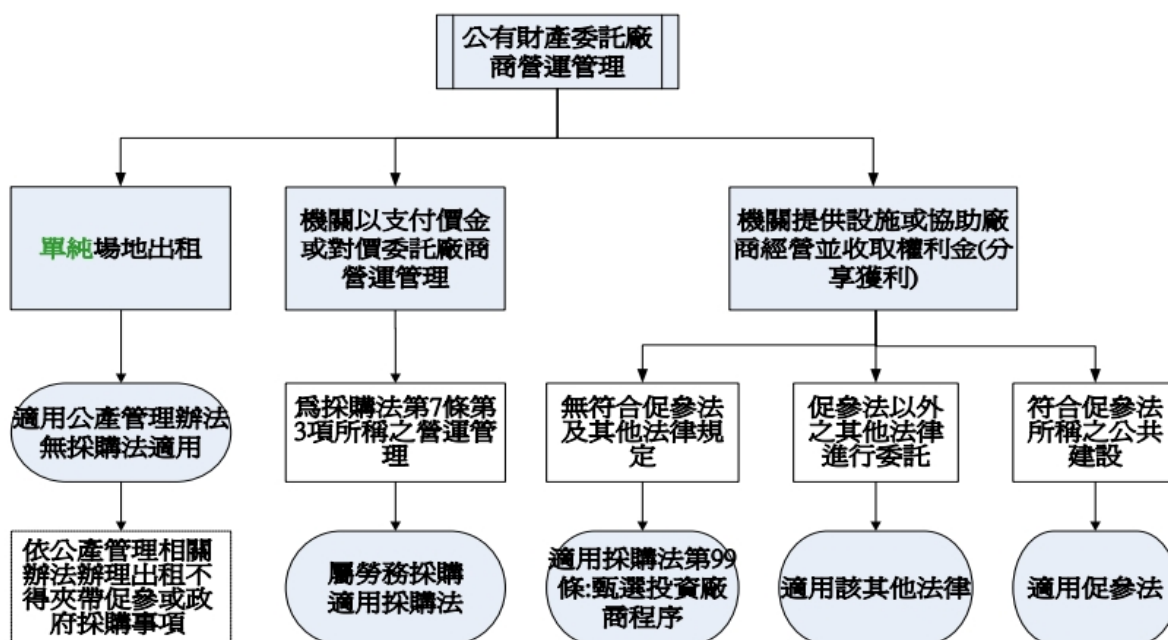 公有財產委託廠
商營運管理
單純場地出租
機關以支付價金
或對價委託廠商
營運管理
機關提供設施或協助廠
商經營並收取權利金(分
享獲利)
適用公產管理辦法
無採購法適用
為採購法第7條第
3項所稱之營運管
理
無符合促參法
及其他法律規
定
促參法以外
之其他法律
進行委託
符合促參法
所稱之公共
建設
依公產管理相關
辦法辦理出租不
得夾帶促參或政
府採購事項
屬勞務採購
適用採購法
適用採購法第99
條:甄選投資廠
商程序
適用該其他法律
適用促參法